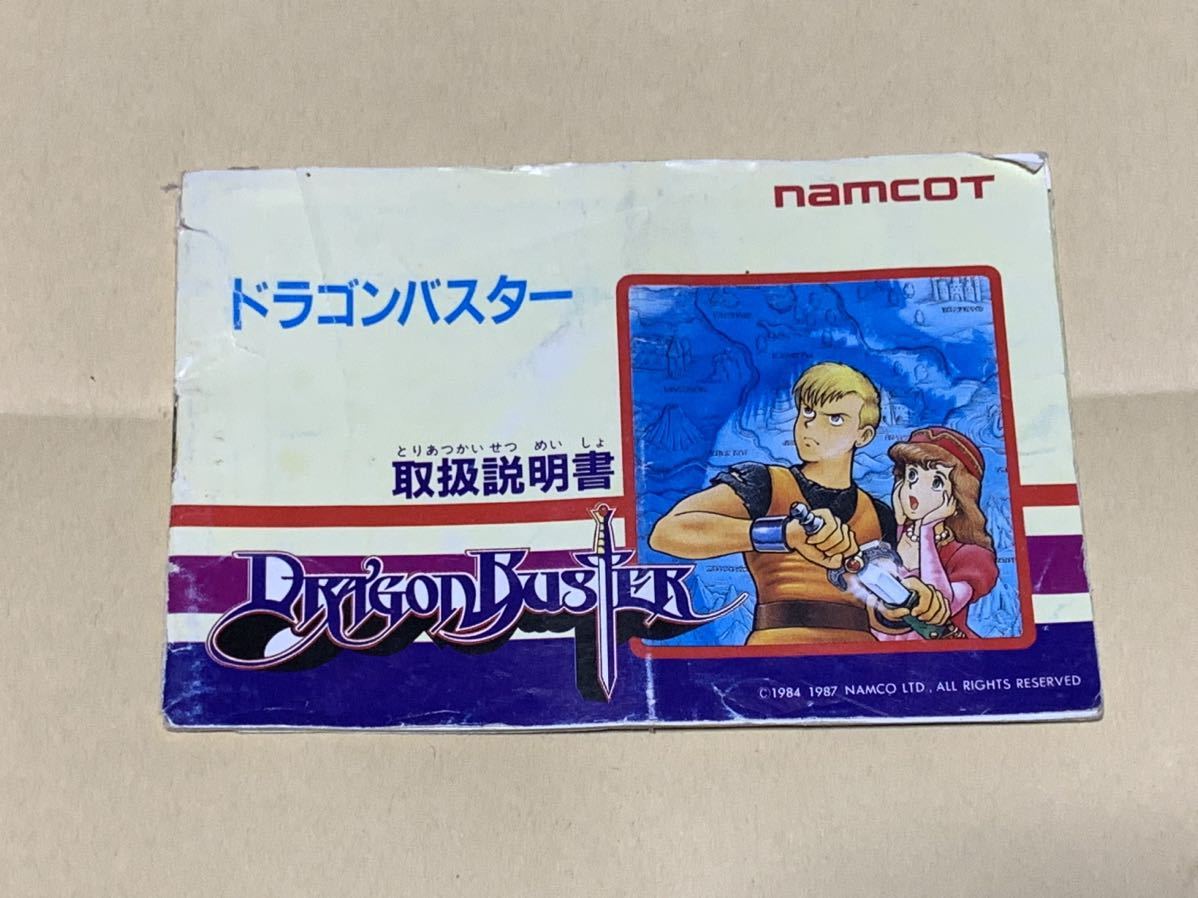 namcoT
ドラゴンバスター
とりあつかいせつ めい しょ
取扱説明書
DRAGON BUSTER
©1984 1987 NAMCO LTD., ALL RIGHTS RESERVED